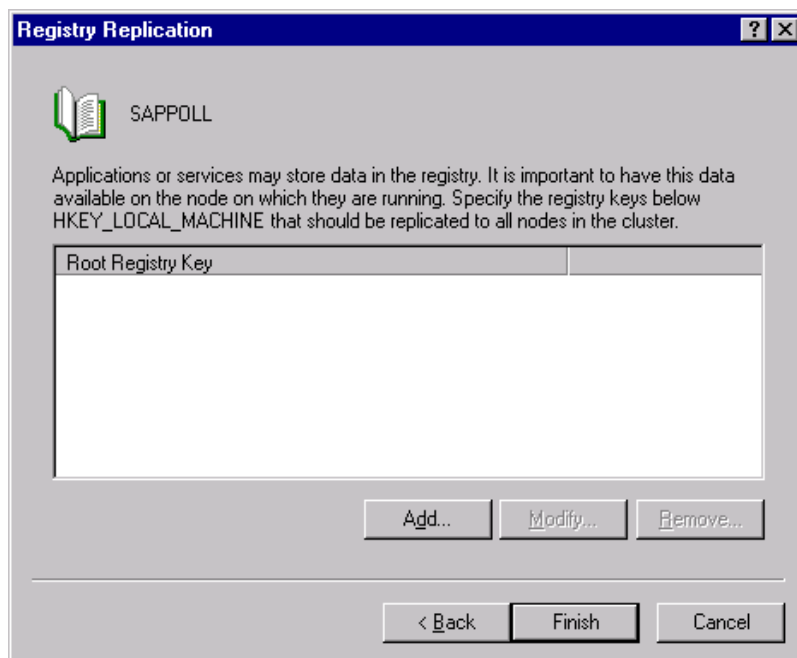 Registry Replication
SAPPOLL
Applications or services may store data in the registry. It is important to have this data
available on the node on which they are running. Specify the registry keys below
HKEY_LOCAL_MACHINE that should be replicated to all nodes in the cluster.
Root Registry Key
Add... Modify... Remove...
< Back Finish Cancel